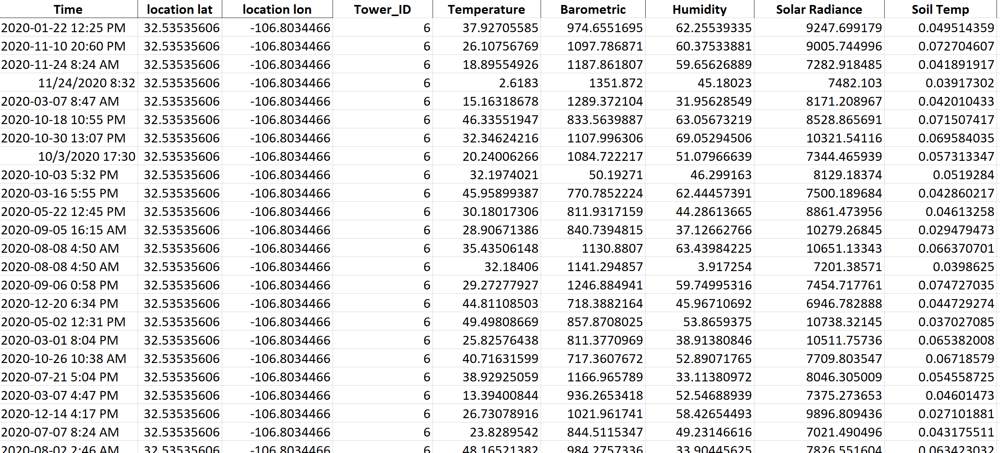 Time location lat location lon Tower_ID Temperature Barometric Humidity Solar Radiance Soil Temp
2020-01-22 12:25 PM 32.53535606 -106.8034466 6 37.92705585 974.6551695 62.25539335 9247.699179 0.049514359
2020-11-10 20:60 PM 32.53535606 -106.8034466 6 26.10756769 1097.786871 60.37533881 9005.744996 0.072704607
2020-11-24 8:24 AM 32.53535606 -106.8034466 6 18.89554926 1187.861807 59.65626889 7282.918485 0.041891917
11/24/2020 8:32 32.53535606 -106.8034466 6 2.6183 1351.872 45.18023 7482.103 0.03917302
2020-03-07 8:47 AM 32.53535606 -106.8034466 6 15.16318678 1289.372104 31.95628549 8171.208967 0.042010433
2020-10-18 10:55 PM 32.53535606 -106.8034466 6 46.33551947 833.5639887 63.05673219 8528.865691 0.071507417
2020-10-30 13:07 PM 32.53535606 -106.8034466 6 32.34624216 1107.996306 69.05294506 10321.54116 0.069584035
10/3/2020 17:30 32.53535606 -106.8034466 6 20.24006266 1084.722217 51.07966639 7344.465939 0.057313347
2020-10-03 5:32 PM 32.53535606 -106.8034466 6 32.1974021 50.19271 46.299163 8129.18374 0.0519284
2020-03-16 5:55 PM 32.53535606 -106.8034466 6 45.95899387 770.7852224 62.44457391 7500.189684 0.042860217
2020-05-22 12:45 PM 32.53535606 -106.8034466 6 30.18017306 811.9317159 44.28613665 8861.473956 0.04613258
2020-09-05 16:15 AM 32.53535606 -106.8034466 6 28.90671386 840.7394815 37.12662766 10279.26845 0.029479473
2020-08-08 4:50 AM 32.53535606 -106.8034466 6 35.43506148 1130.8807 63.43984225 10651.13343 0.066370701
2020-08-08 4:50 AM 32.53535606 -106.8034466 6 32.18406 1141.294857 3.917254 7201.38571 0.0398625
2020-09-06 0:58 PM 32.53535606 -106.8034466 6 29.27277927 1246.884941 59.74995316 7454.717761 0.074727035
2020-12-20 6:34 PM 32.53535606 -106.8034466 6 44.81108503 718.3882164 45.96710692 6946.782888 0.044729274
2020-05-02 12:31 PM 32.53535606 -106.8034466 6 49.49808669 857.8708025 53.8659375 10738.32145 0.037027085
2020-03-01 8:04 PM 32.53535606 -106.8034466 6 25.82576438 811.3770969 38.91380846 10511.75736 0.065382008
2020-10-26 10:38 AM 32.53535606 -106.8034466 6 40.71631599 717.3607672 52.89071765 7709.803547 0.06718579
2020-07-21 5:04 PM 32.53535606 -106.8034466 6 38.92925059 1166.965789 33.11380972 8046.305009 0.054558725
2020-03-07 4:47 PM 32.53535606 -106.8034466 6 13.39400844 936.2653418 52.54688939 7375.273653 0.04601473
2020-12-14 4:17 PM 32.53535606 -106.8034466 6 26.73078916 1021.961741 58.42654493 9896.809436 0.027101881
2020-07-07 8:24 AM 32.53535606 -106.8034466 6 23.8289542 844.5115347 49.23146616 7021.490496 0.043175511
2020-08-02 2:46 AM 32.53535606 -106.8034466 6 48.16521382 984.2757336 33.90445625 7826.551604 0.063423032